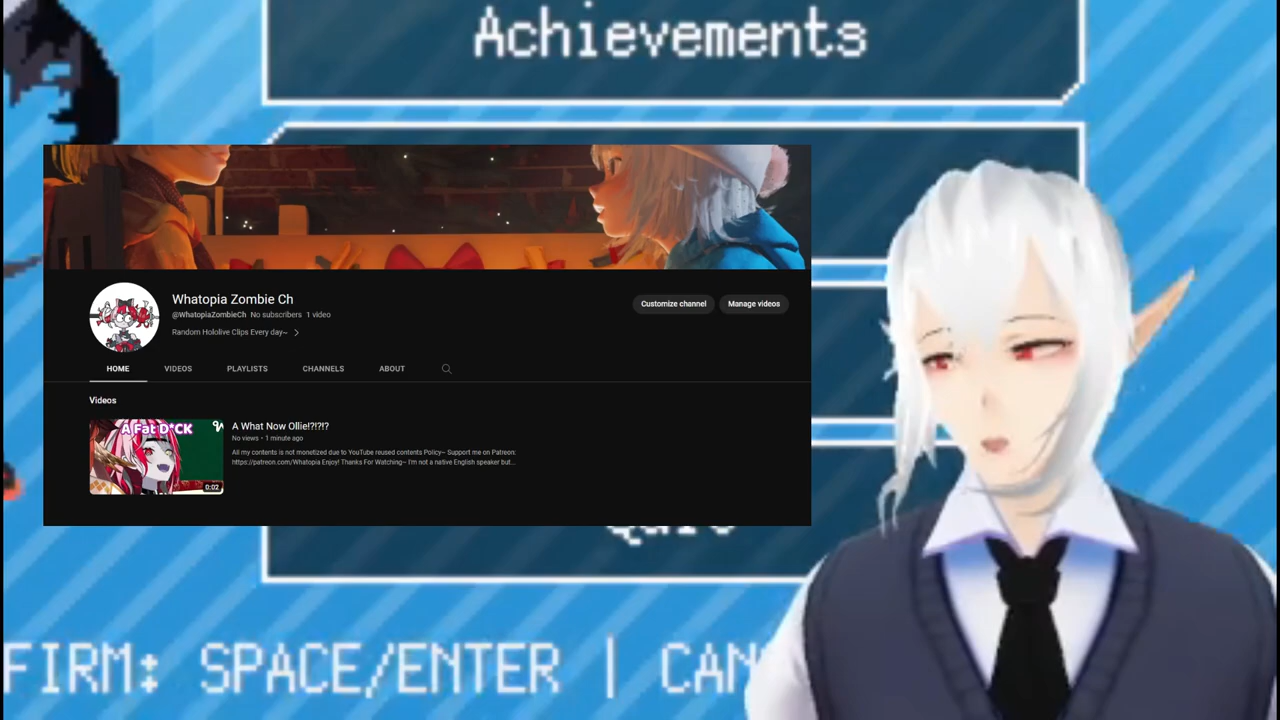 Achievements
Whatopia Zombie Ch
@WhatopiaZombieCh No subscribers 1 video
Random Hololive Clips Every day~
Customize channel Manage videos
HOME VIDEOS PLAYLISTS CHANNELS ABOUT
Videos
A Fat D*CK
0:02
A What Now Ollie!?!?!?
No views • 1 minute ago
All my contents is not monetized due to YouTube reused contents Policy~ Support me on Patreon:
https://patreon.com/Whatopia Enjoy! Thanks For Watching~ I'm not a native English speaker but...
FIRM: SPACE/ENTER | CAN